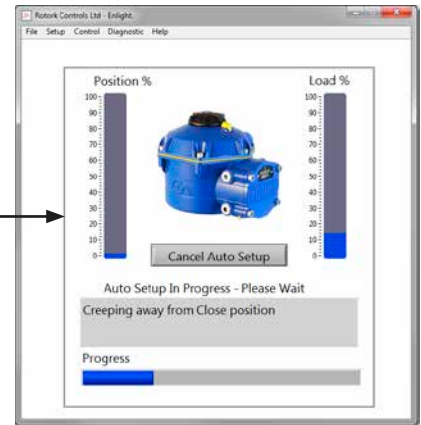 Rotork Controls Ltd - Enlight.
File Setup Control Diagnostic Help
Position % Load %
100 100
90 90
80 80
70 70
60 60
50 50
40 40
30 30
20 20
10 10
0 0
Cancel Auto Setup
Auto Setup In Progress - Please Wait
Creeping away from Close position
Progress